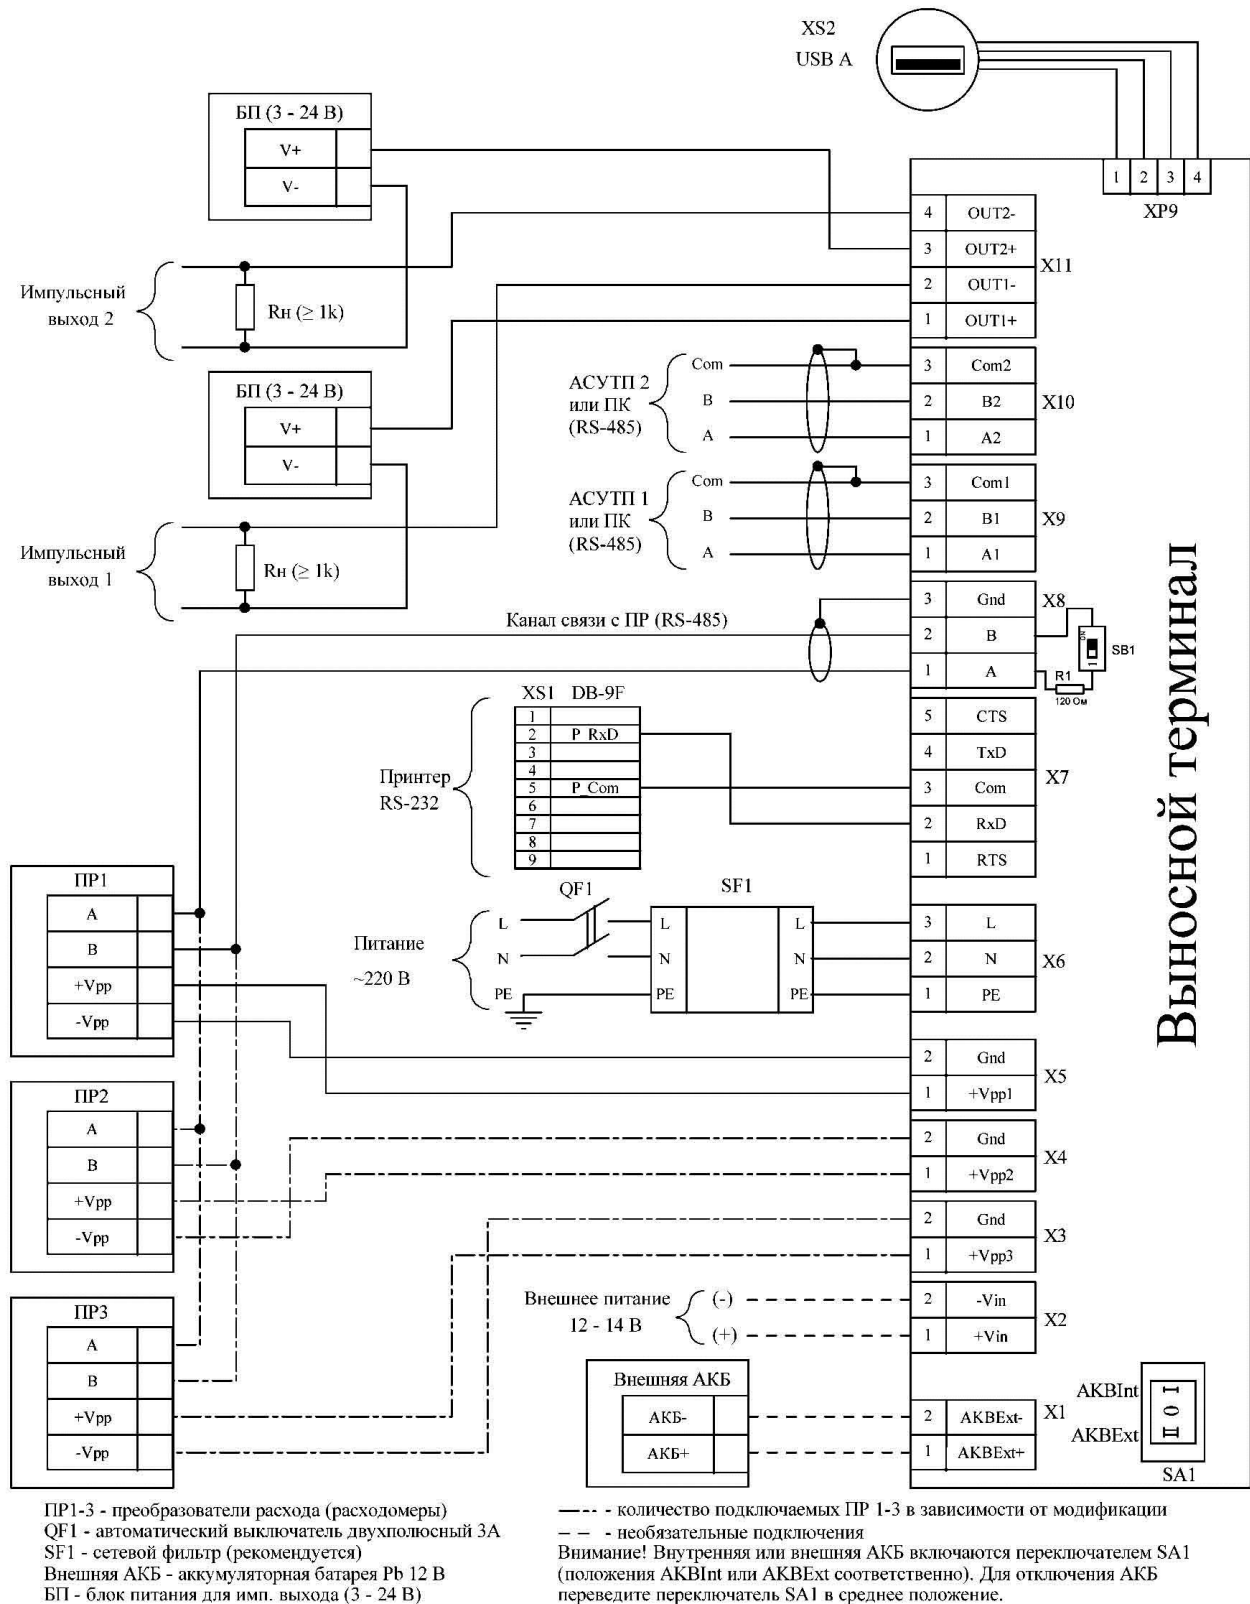 XS2
USB A
1 2 3 4
XP9
БП (3 - 24 В)
V+
V-
Импульсный
выход 2
Rн (≥ 1k)
БП (3 - 24 В)
V+
V-
Импульсный
выход 1
Rн (≥ 1k)
4 OUT2-
3 OUT2+
2 OUT1-
1 OUT1+
X11
АСУТП 2
или ПК
(RS-485)
Com
B
A
3 Com2
2 B2
1 A2
X10
АСУТП 1
или ПК
(RS-485)
Com
B
A
3 Com1
2 B1
1 A1
X9
Канал связи с ПР (RS-485)
3 Gnd
2 B
1 A
X8
ON
1
SB1
R1
120 Ом
Выносной терминал
XS1 DB-9F
1
2 P_RxD
3
4
5 P_Com
6
7
8
9
Принтер
RS-232
5 CTS
4 TxD
3 Com
2 RxD
1 RTS
X7
QF1
SF1
Питание
~220 В
L
N
PE
L
N
PE
L
N
PE
3 L
2 N
1 PE
X6
ПР1
A
B
+Vpp
-Vpp
2 Gnd
1 +Vpp1
X5
ПР2
A
B
+Vpp
-Vpp
2 Gnd
1 +Vpp2
X4
ПР3
A
B
+Vpp
-Vpp
2 Gnd
1 +Vpp3
X3
Внешнее питание
12 - 14 В
(-)
(+)
2 -Vin
1 +Vin
X2
Внешняя АКБ
АКБ-
АКБ+
2 AKBExt-
1 AKBExt+
X1
AKBInt
AKBExt
I
0
II
SA1
ПР1-3 - преобразователи расхода (расходомеры)
QF1 - автоматический выключатель двухполюсный 3А
SF1 - сетевой фильтр (рекомендуется)
Внешняя АКБ - аккумуляторная батарея Pb 12 В
БП - блок питания для имп. выхода (3 - 24 В)
- количество подключаемых ПР 1-3 в зависимости от модификации
- необязательные подключения
Внимание! Внутренняя или внешняя АКБ включаются переключателем SA1
(положения AKBInt или AKBExt соответственно). Для отключения АКБ
переведите переключатель SA1 в среднее положение.